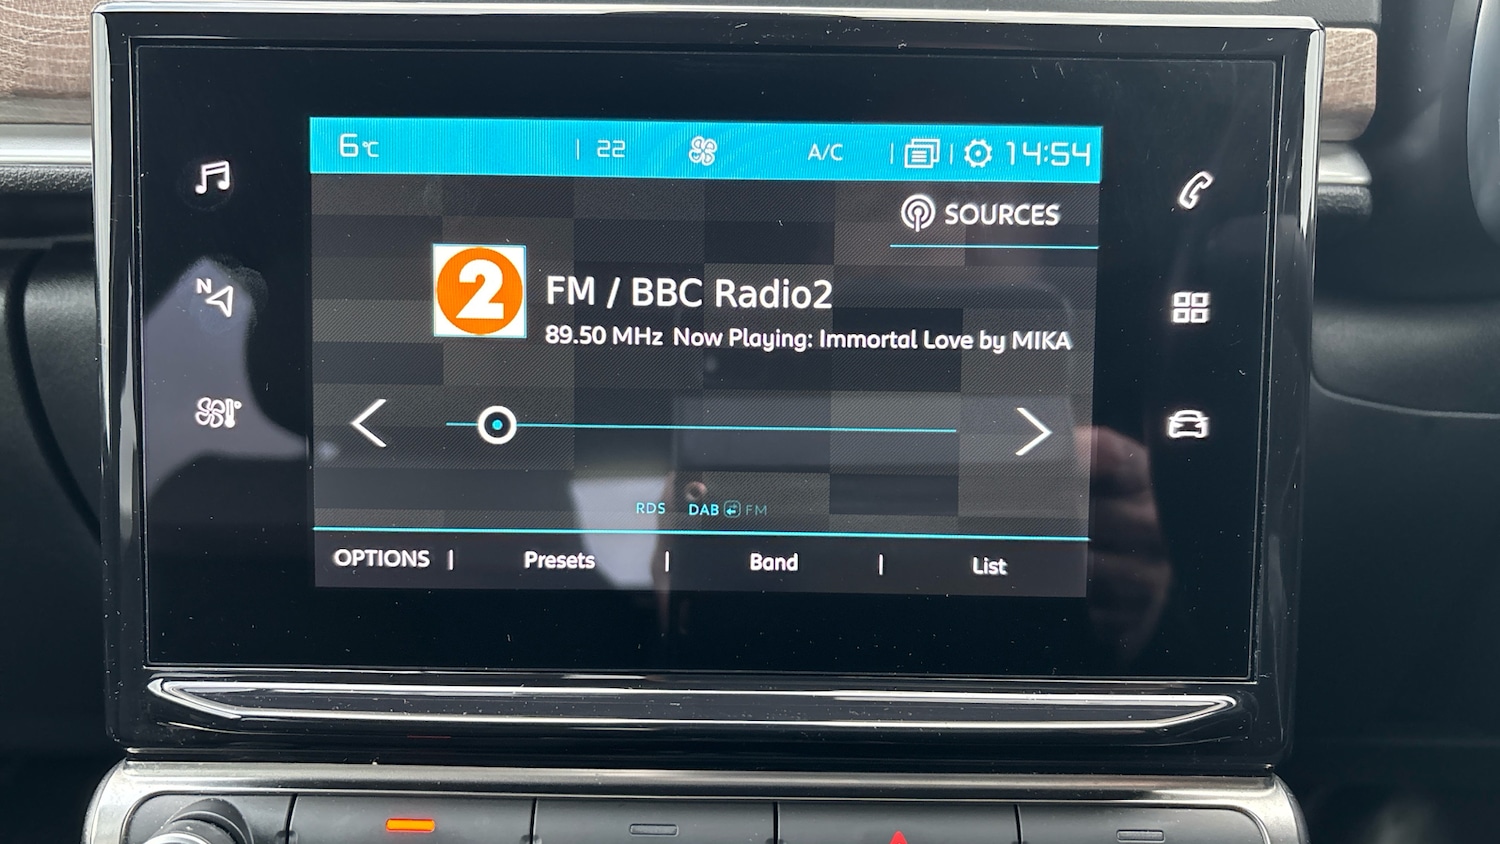 6°C | 22 A/C | | 14:54
SOURCES
N
2
FM / BBC Radio2
89.50 MHz Now Playing: Immortal Love by MIKA
RDS DAB FM
OPTIONS | Presets | Band | List